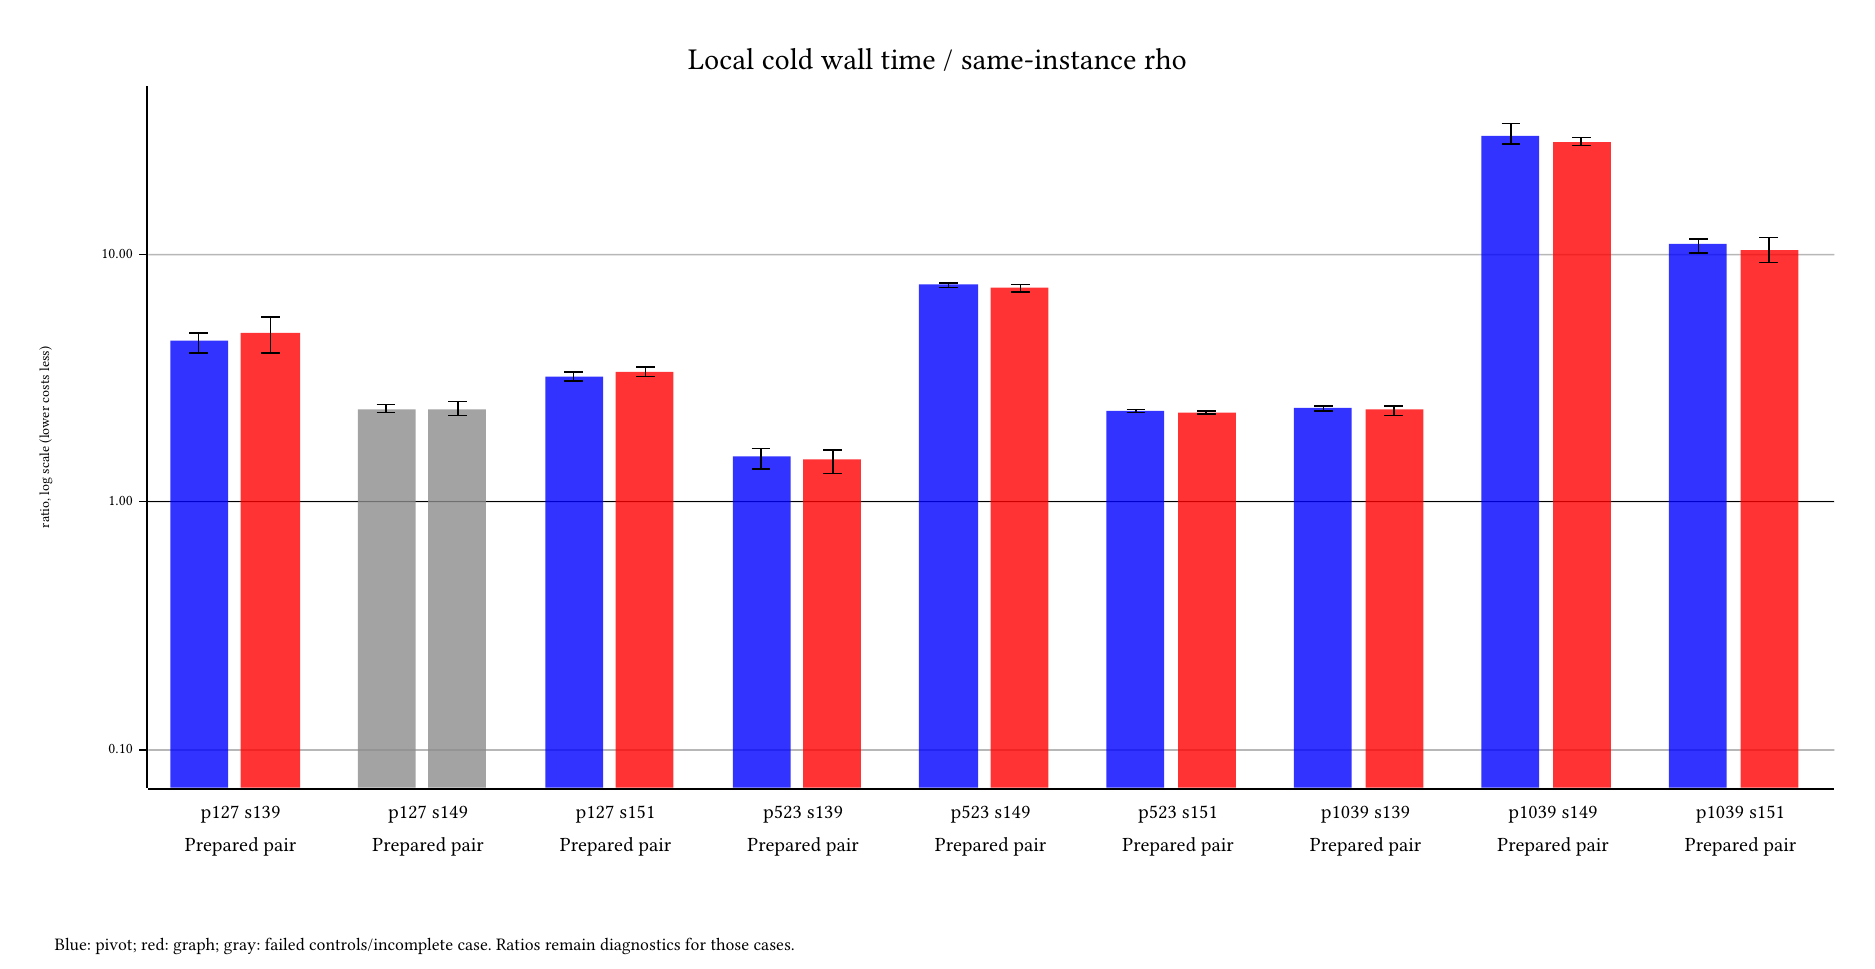 Local cold wall time / same-instance rho
ratio, log scale (lower costs less)
10.00
1.00
0.10
p127 s139
Prepared pair
p127 s149
Prepared pair
p127 s151
Prepared pair
p523 s139
Prepared pair
p523 s149
Prepared pair
p523 s151
Prepared pair
p1039 s139
Prepared pair
p1039 s149
Prepared pair
p1039 s151
Prepared pair
Blue: pivot; red: graph; gray: failed controls/incomplete case. Ratios remain diagnostics for those cases.